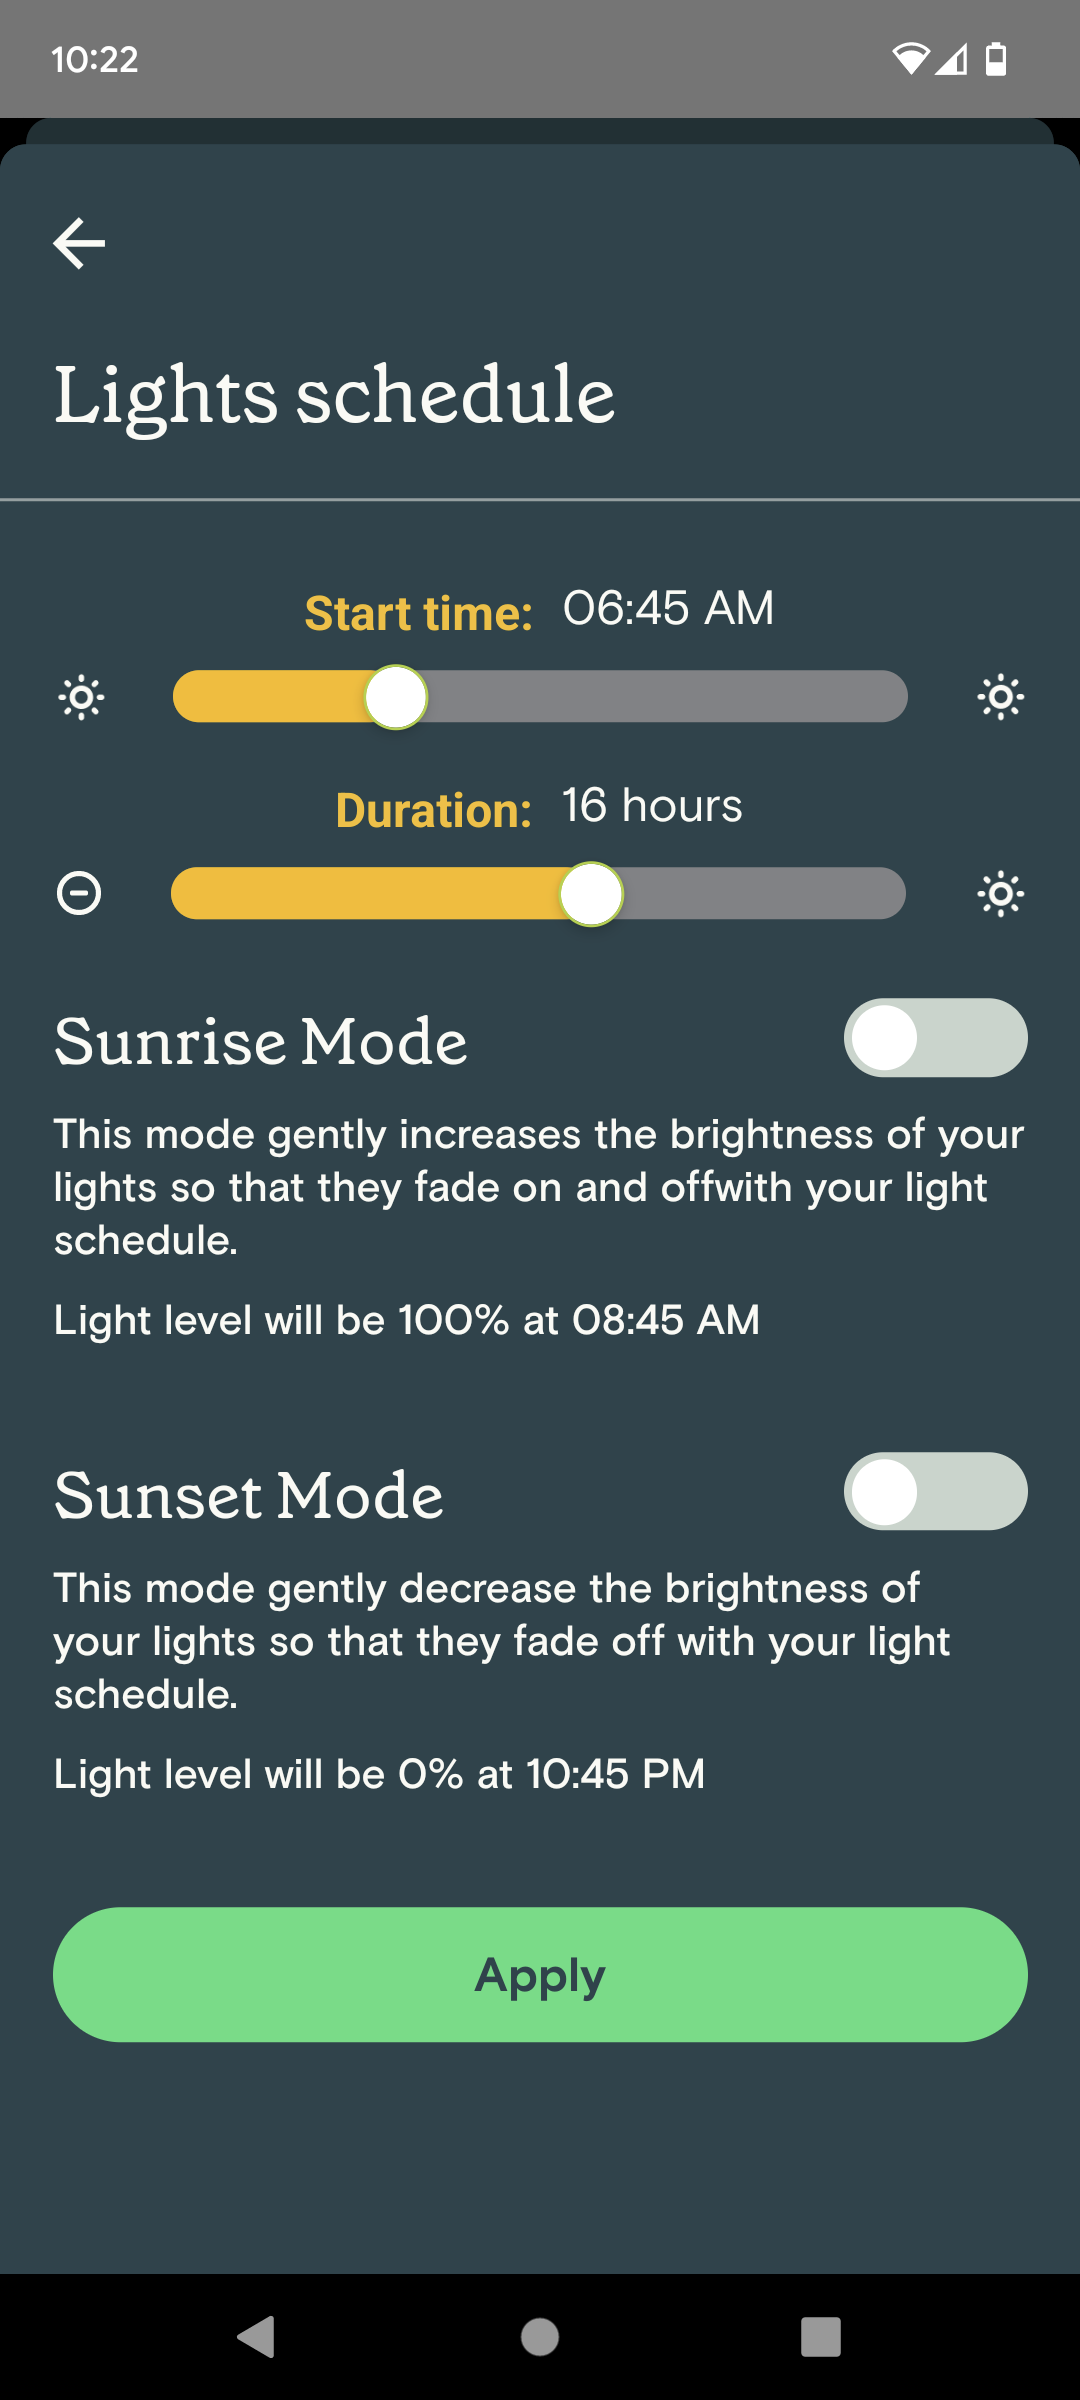 10:22
Lights schedule
Start time: 06:45 AM
Duration: 16 hours
Sunrise Mode
This mode gently increases the brightness of your
lights so that they fade on and offwith your light
schedule.
Light level will be 100% at 08:45 AM
Sunset Mode
This mode gently decrease the brightness of
your lights so that they fade off with your light
schedule.
Light level will be 0% at 10:45 PM
Apply